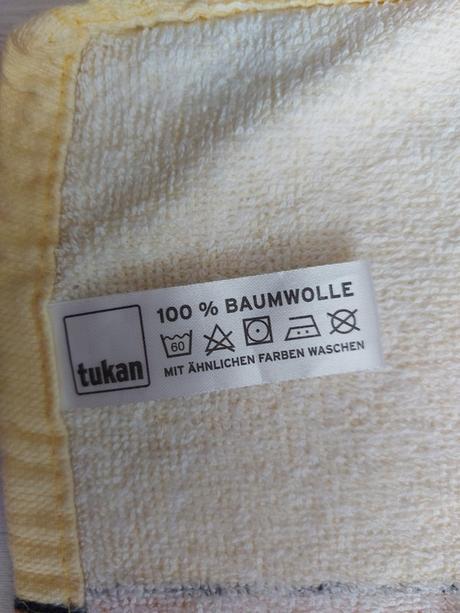 tukan
100 % BAUMWOLLE
60
MIT ÄHNLICHEN FARBEN WASCHEN